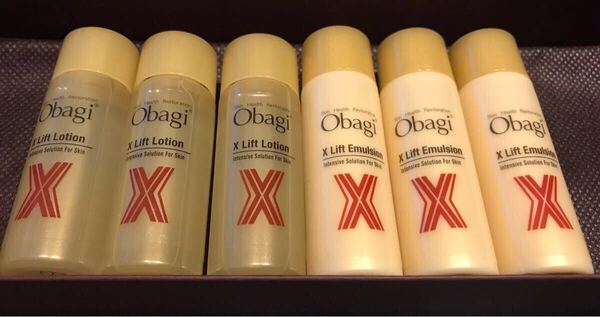 Obagi
X Lift Lotion
Intensive Solution For Skin
X
Obagi
X Lift Lotion
Intensive Solution For Skin
X
Obagi
X Lift Lotion
Intensive Solution For Skin
X
Skin Health Restoration
Obagi
X Lift Emulsion
Intensive Solution For Skin
X
Skin Health Restoration
Obagi
X Lift Emulsion
Intensive Solution For Skin
X
Skin Health Restoration
Obagi
X Lift Emulsion
Intensive Solution For Skin
X